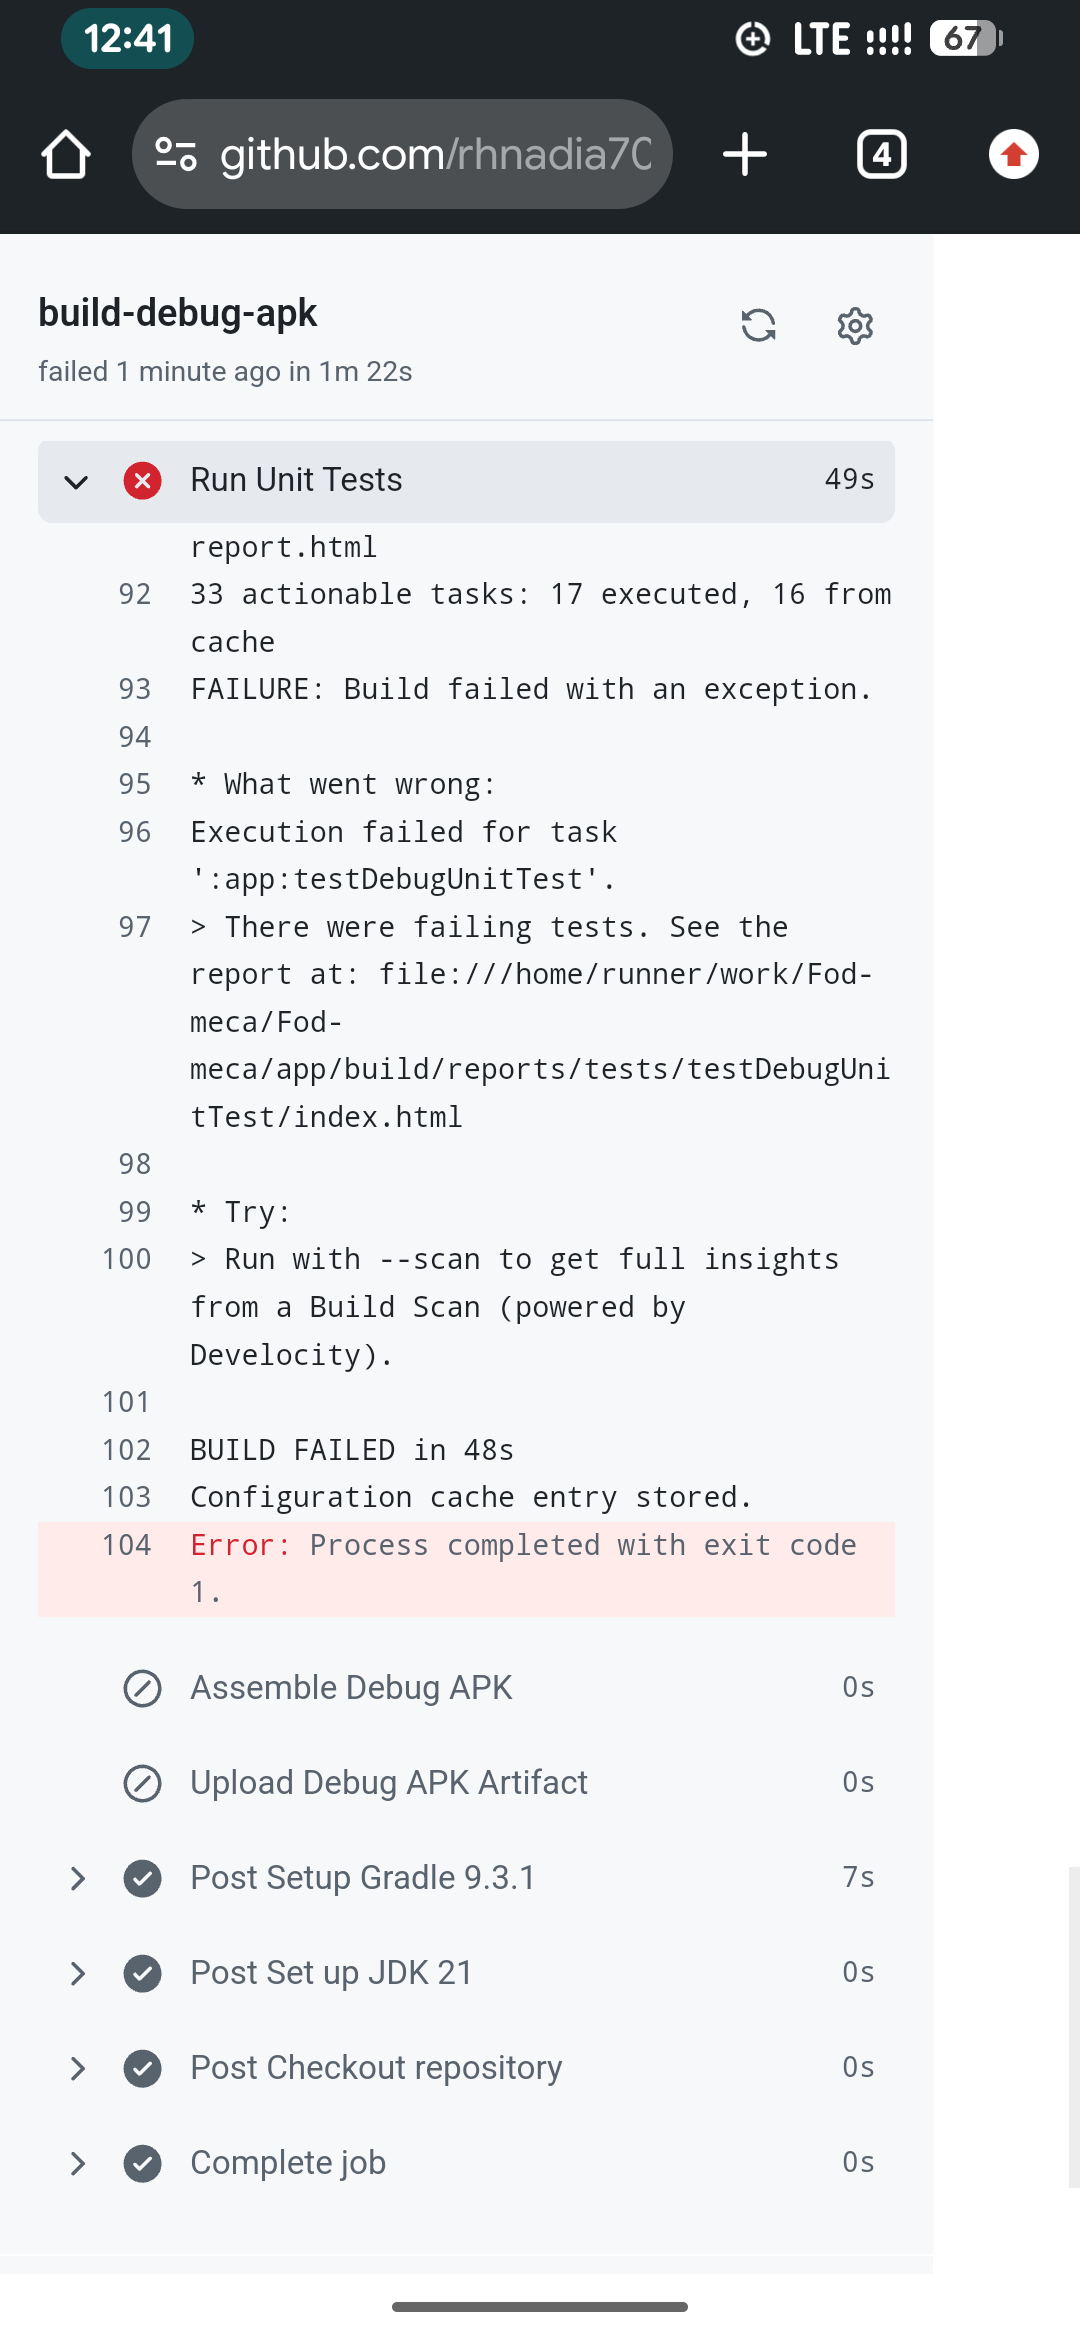 12:41
LTE
67
github.com/rhnadia70
4
build-debug-apk
failed 1 minute ago in 1m 22s
Run Unit Tests 49s
report.html
92 33 actionable tasks: 17 executed, 16 from
cache
93 FAILURE: Build failed with an exception.
94
95 * What went wrong:
96 Execution failed for task
':app:testDebugUnitTest'.
97 > There were failing tests. See the
report at: file:///home/runner/work/Fod-
meca/Fod-
meca/app/build/reports/tests/testDebugUni
tTest/index.html
98
99 * Try:
100 > Run with --scan to get full insights
from a Build Scan (powered by
Develocity).
101
102 BUILD FAILED in 48s
103 Configuration cache entry stored.
104 Error: Process completed with exit code
1.
Assemble Debug APK 0s
Upload Debug APK Artifact 0s
Post Setup Gradle 9.3.1 7s
Post Set up JDK 21 0s
Post Checkout repository 0s
Complete job 0s